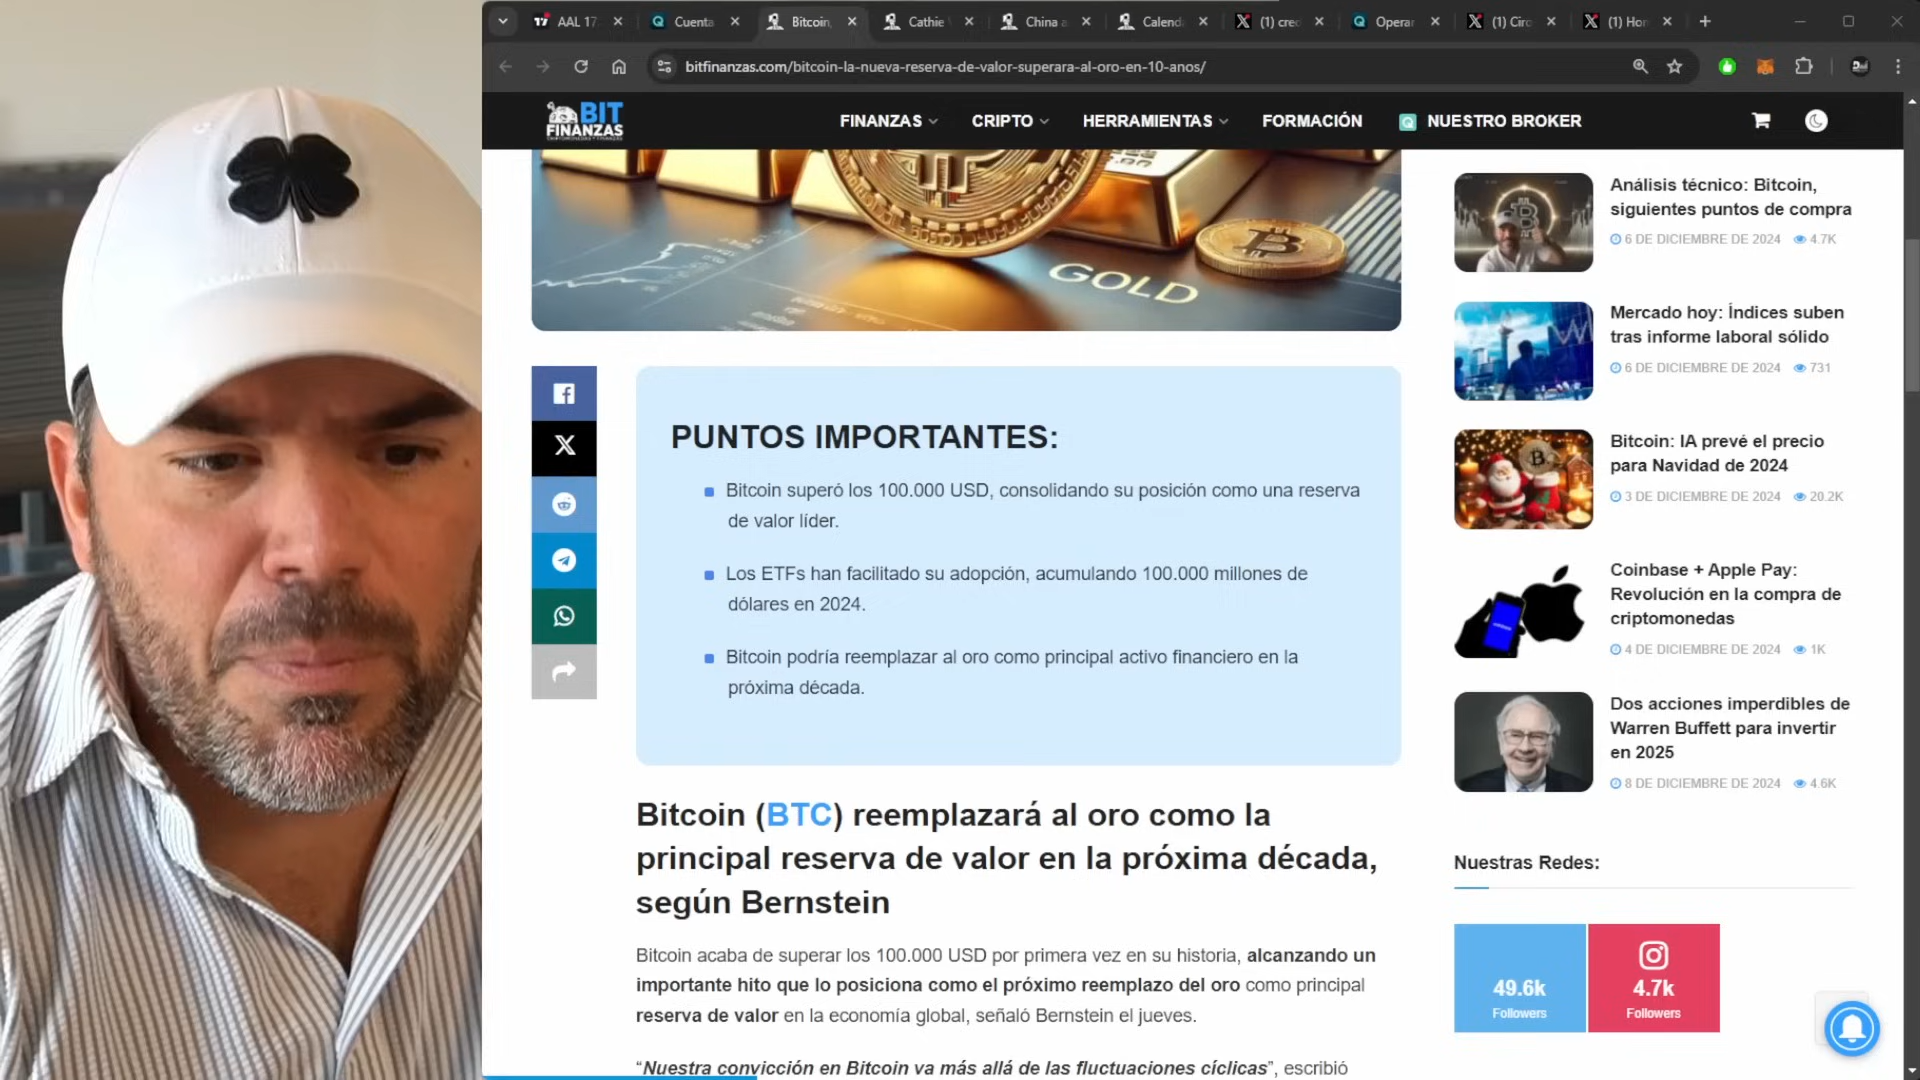 AAL 17
Cuenta
Bitcoin,
Cathie
China a
Calend
(1) cred
Operar
(1) Circ
(1) Hor
bitfinanzas.com/bitcoin-la-nueva-reserva-de-valor-superara-al-oro-en-10-anos/
BIT
FINANZAS
FINANZAS
CRIPTO
HERRAMIENTAS
FORMACIÓN
NUESTRO BROKER
GOLD
PUNTOS IMPORTANTES:
Bitcoin superó los 100.000 USD, consolidando su posición como una reserva
de valor líder.
Los ETFs han facilitado su adopción, acumulando 100.000 millones de
dólares en 2024.
Bitcoin podría reemplazar al oro como principal activo financiero en la
próxima década.
Bitcoin (BTC) reemplazará al oro como la
principal reserva de valor en la próxima década,
según Bernstein
Bitcoin acaba de superar los 100.000 USD por primera vez en su historia, alcanzando un
importante hito que lo posiciona como el próximo reemplazo del oro como principal
reserva de valor en la economía global, señaló Bernstein el jueves.
“Nuestra convicción en Bitcoin va más allá de las fluctuaciones cíclicas”, escribió
Análisis técnico: Bitcoin,
siguientes puntos de compra
6 DE DICIEMBRE DE 2024 4.7K
Mercado hoy: Índices suben
tras informe laboral sólido
6 DE DICIEMBRE DE 2024 731
Bitcoin: IA prevé el precio
para Navidad de 2024
3 DE DICIEMBRE DE 2024 20.2K
Coinbase + Apple Pay:
Revolución en la compra de
criptomonedas
4 DE DICIEMBRE DE 2024 1K
Dos acciones imperdibles de
Warren Buffett para invertir
en 2025
8 DE DICIEMBRE DE 2024 4.6K
Nuestras Redes:
49.6k
Followers
4.7k
Followers